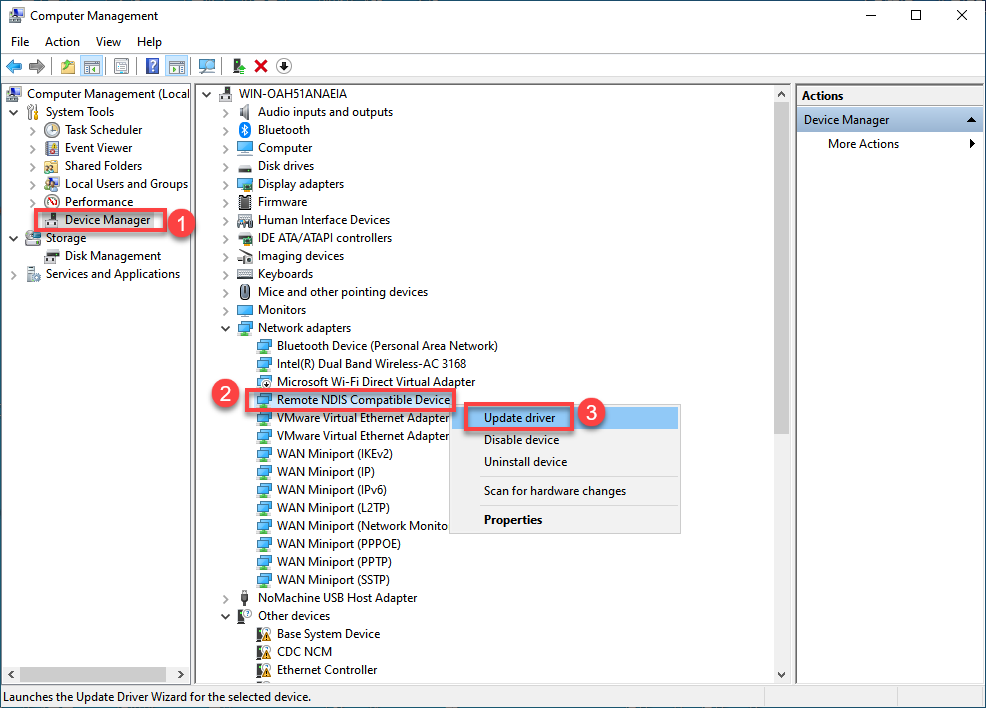 Computer Management
File Action View Help
Computer Management (Local
System Tools
Task Scheduler
Event Viewer
Shared Folders
Local Users and Groups
Performance
Device Manager
1
Storage
Disk Management
Services and Applications
WIN-OAH51ANAEIA
Audio inputs and outputs
Bluetooth
Computer
Disk drives
Display adapters
Firmware
Human Interface Devices
IDE ATA/ATAPI controllers
Imaging devices
Keyboards
Mice and other pointing devices
Monitors
Network adapters
Bluetooth Device (Personal Area Network)
Intel(R) Dual Band Wireless-AC 3168
Microsoft Wi-Fi Direct Virtual Adapter
2
Remote NDIS Compatible Device
VMware Virtual Ethernet Adapter
VMware Virtual Ethernet Adapter
WAN Miniport (IKEv2)
WAN Miniport (IP)
WAN Miniport (IPv6)
WAN Miniport (L2TP)
WAN Miniport (Network Monito
WAN Miniport (PPPOE)
WAN Miniport (PPTP)
WAN Miniport (SSTP)
NoMachine USB Host Adapter
Other devices
Base System Device
CDC NCM
Ethernet Controller
Update driver
3
Disable device
Uninstall device
Scan for hardware changes
Properties
Actions
Device Manager
More Actions
Launches the Update Driver Wizard for the selected device.